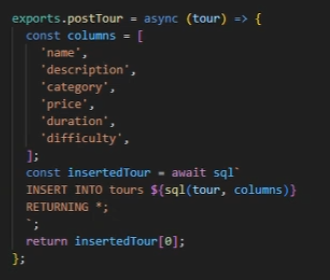 exports.postTour = async (tour) => {
  const columns = [
    'name',
    'description',
    'category',
    'price',
    'duration',
    'difficulty',
  ];
  const insertedTour = await sql`
  INSERT INTO tours ${sql(tour, columns)}
  RETURNING *;
  `;
  return insertedTour[0];
};